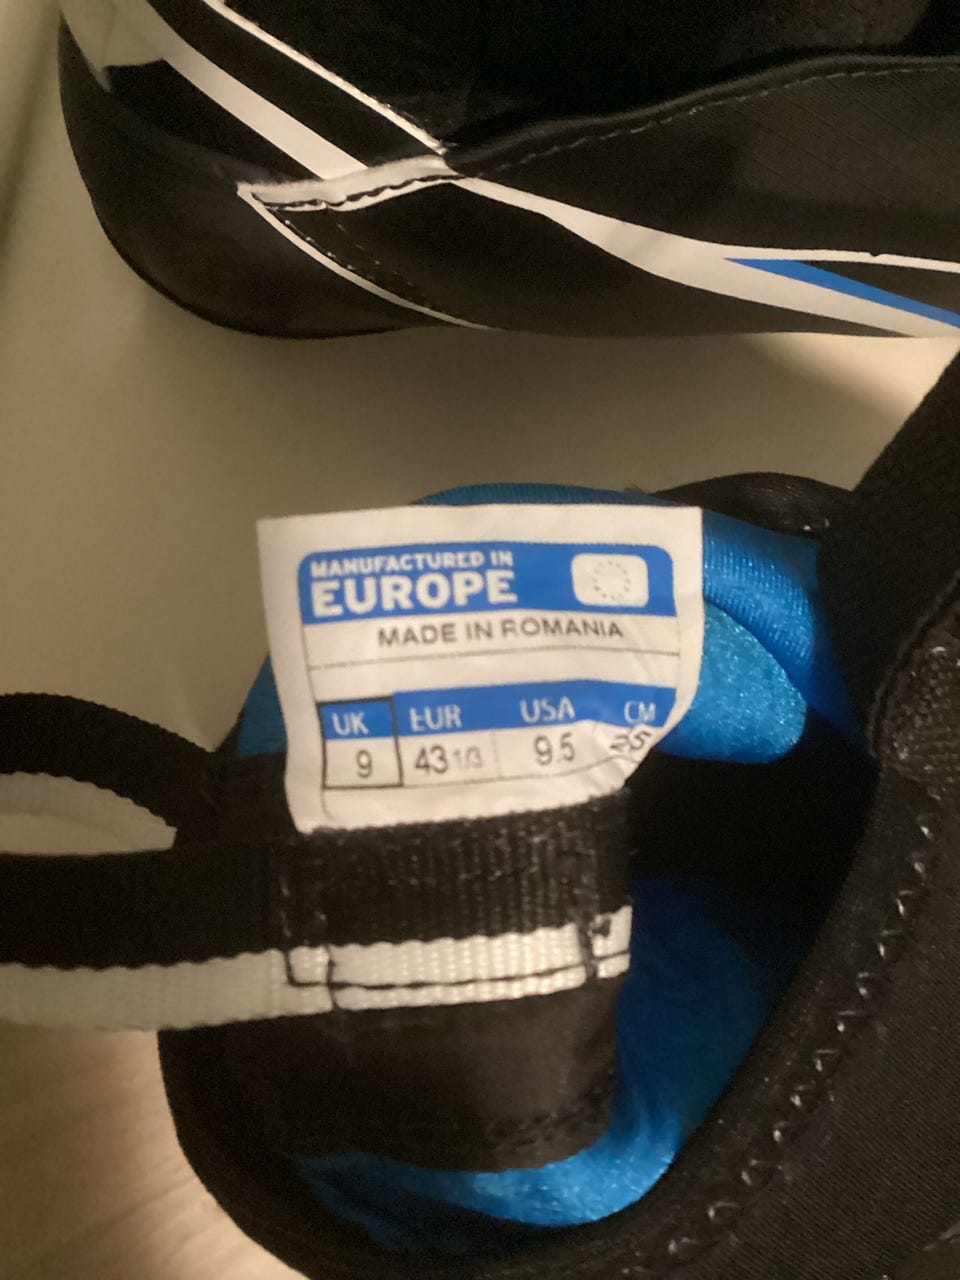 MANUFACTURED IN
EUROPE
MADE IN ROMANIA
UK EUR USA CM
9 43 1/3 9.5